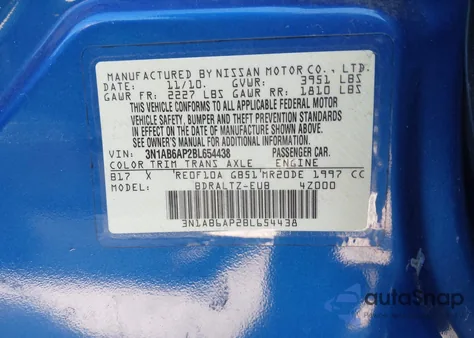 MANUFACTURED BY NISSAN MOTOR CO., LTD.
DATE: 11/10. GVWR: 3951 LBS
GAWR FR: 2227 LBS GAWR RR: 1810 LBS
THIS VEHICLE CONFORMS TO ALL APPLICABLE FEDERAL MOTOR
VEHICLE SAFETY, BUMPER AND THEFT PREVENTION STANDARDS
IN EFFECT ON THE DATE OF MANUFACTURE SHOWN ABOVE.
SEE OWNER'S MANUAL FOR ADDITIONAL INFORMATION.
VIN: 3N1AB6AP2BL654438 PASSENGER CAR.
COLOR TRIM TRANS AXLE ENGINE
B17 X RE0F10A GB51 MR20DE 1997 CC
MODEL: BDRALTZ-EUB 4Z000
3N1AB6AP2BL654438
autoSnap